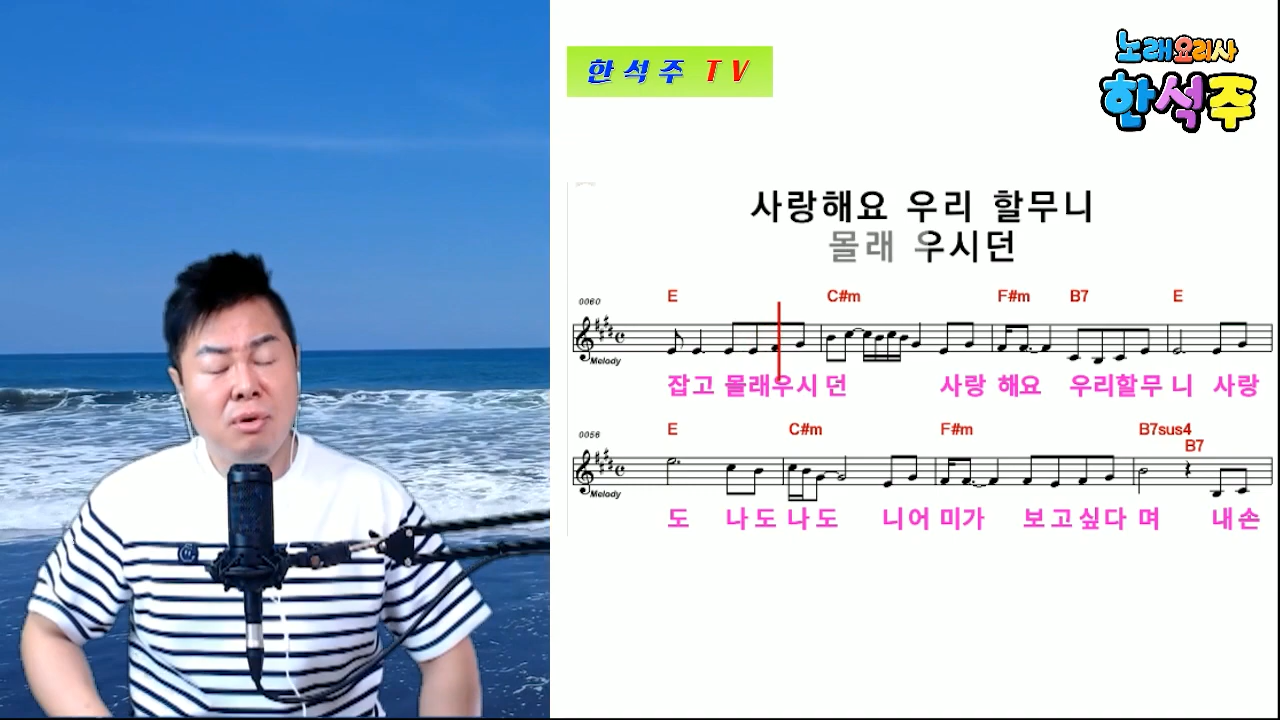 한석주 TV
노래요리사
한석주
사랑해요 우리 할무니
몰래 우시던
0060
E C#m F#m B7 E
Melody
잡고 몰래우시던 사랑 해요 우리할무니 사랑
0056
E C#m F#m B7sus4
B7
Melody
도 나도 나도 니어 미가 보고싶다 며 내손